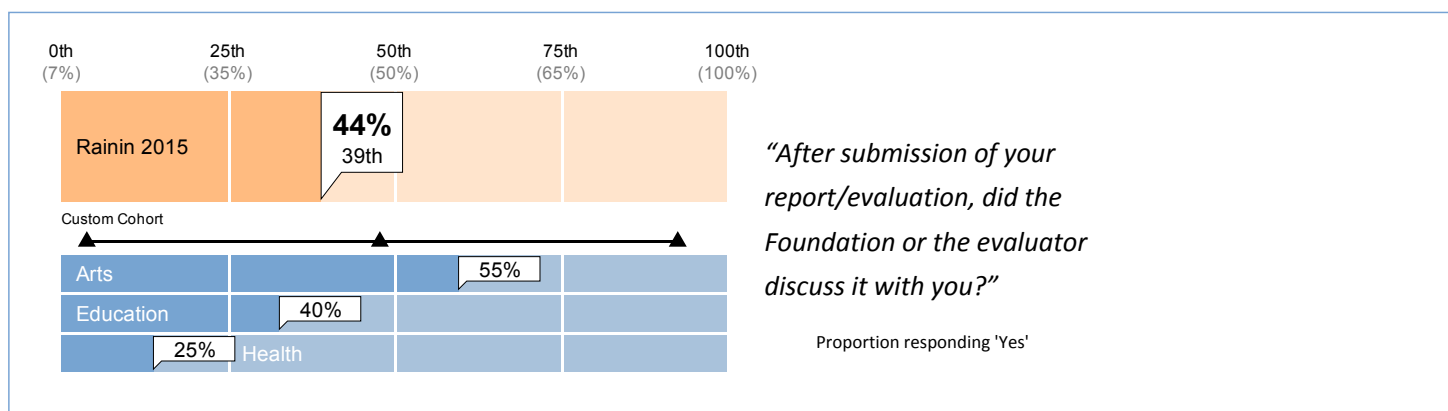 0th 25th 50th 75th 100th
(7%) (35%) (50%) (65%) (100%)
Rainin 2015
44%
39th
Custom Cohort
Arts 55%
Education 40%
25% Health
“After submission of your
report/evaluation, did the
Foundation or the evaluator
discuss it with you?”
Proportion responding 'Yes'